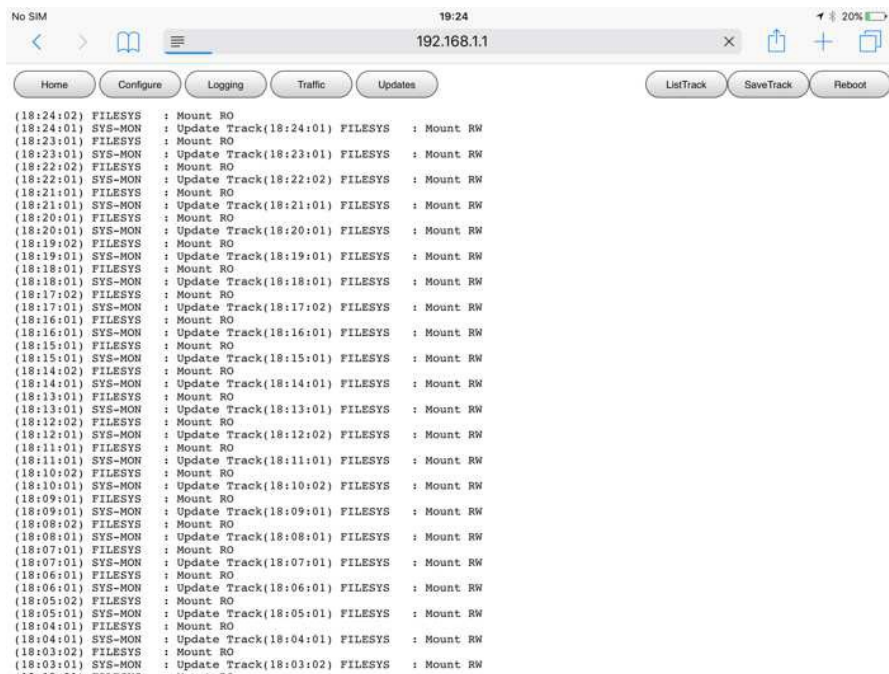 No SIM 19:24 20%
192.168.1.1
Home Configure Logging Traffic Updates ListTrack SaveTrack Reboot
(18:24:02) FILESYS : Mount RO
(18:24:01) SYS-MON : Update Track(18:24:01) FILESYS : Mount RW
(18:23:01) FILESYS : Mount RO
(18:23:01) SYS-MON : Update Track(18:23:01) FILESYS : Mount RW
(18:22:02) FILESYS : Mount RO
(18:22:01) SYS-MON : Update Track(18:22:02) FILESYS : Mount RW
(18:21:01) FILESYS : Mount RO
(18:21:01) SYS-MON : Update Track(18:21:01) FILESYS : Mount RW
(18:20:01) FILESYS : Mount RO
(18:20:01) SYS-MON : Update Track(18:20:01) FILESYS : Mount RW
(18:19:02) FILESYS : Mount RO
(18:19:01) SYS-MON : Update Track(18:19:01) FILESYS : Mount RW
(18:18:01) FILESYS : Mount RO
(18:18:01) SYS-MON : Update Track(18:18:01) FILESYS : Mount RW
(18:17:02) FILESYS : Mount RO
(18:17:01) SYS-MON : Update Track(18:17:02) FILESYS : Mount RW
(18:16:01) FILESYS : Mount RO
(18:16:01) SYS-MON : Update Track(18:16:01) FILESYS : Mount RW
(18:15:01) FILESYS : Mount RO
(18:15:01) SYS-MON : Update Track(18:15:01) FILESYS : Mount RW
(18:14:02) FILESYS : Mount RO
(18:14:01) SYS-MON : Update Track(18:14:01) FILESYS : Mount RW
(18:13:01) FILESYS : Mount RO
(18:13:01) SYS-MON : Update Track(18:13:01) FILESYS : Mount RW
(18:12:02) FILESYS : Mount RO
(18:12:01) SYS-MON : Update Track(18:12:02) FILESYS : Mount RW
(18:11:01) FILESYS : Mount RO
(18:11:01) SYS-MON : Update Track(18:11:01) FILESYS : Mount RW
(18:10:02) FILESYS : Mount RO
(18:10:01) SYS-MON : Update Track(18:10:02) FILESYS : Mount RW
(18:09:01) FILESYS : Mount RO
(18:09:01) SYS-MON : Update Track(18:09:01) FILESYS : Mount RW
(18:08:02) FILESYS : Mount RO
(18:08:01) SYS-MON : Update Track(18:08:01) FILESYS : Mount RW
(18:07:01) FILESYS : Mount RO
(18:07:01) SYS-MON : Update Track(18:07:01) FILESYS : Mount RW
(18:06:01) FILESYS : Mount RO
(18:06:01) SYS-MON : Update Track(18:06:01) FILESYS : Mount RW
(18:05:02) FILESYS : Mount RO
(18:05:01) SYS-MON : Update Track(18:05:01) FILESYS : Mount RW
(18:04:01) FILESYS : Mount RO
(18:04:01) SYS-MON : Update Track(18:04:01) FILESYS : Mount RW
(18:03:02) FILESYS : Mount RO
(18:03:01) SYS-MON : Update Track(18:03:02) FILESYS : Mount RW